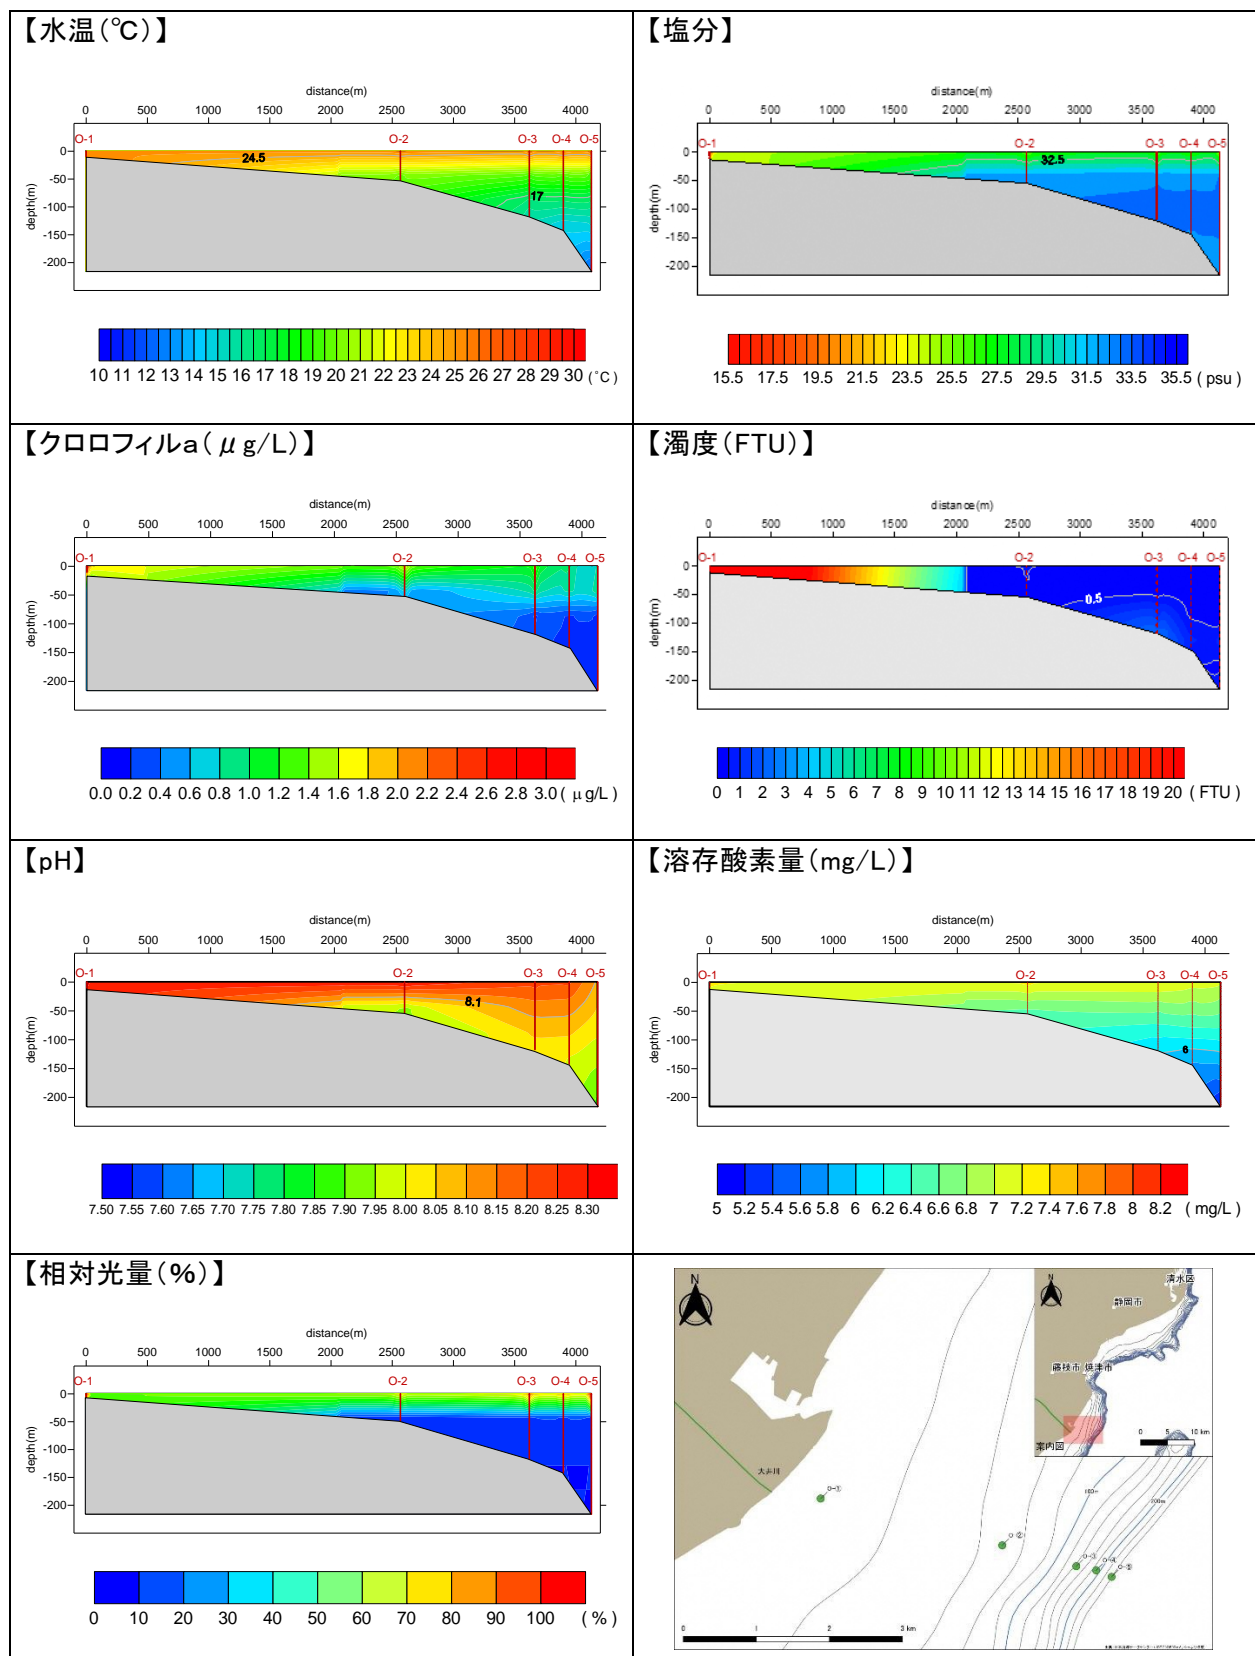 【水温(℃)】
distance(m)
0 500 1000 1500 2000 2500 3000 3500 4000
O-1 O-2 O-3 O-4 O-5
24.5
17
depth(m)
0
-50
-100
-150
-200
10 11 12 13 14 15 16 17 18 19 20 21 22 23 24 25 26 27 28 29 30 (℃)
【塩分】
distance(m)
0 500 1000 1500 2000 2500 3000 3500 4000
O-1 O-2 O-3 O-4 O-5
32.5
depth(m)
0
-50
-100
-150
-200
15.5 17.5 19.5 21.5 23.5 25.5 27.5 29.5 31.5 33.5 35.5 (psu)
【クロロフィルa(μg/L)】
distance(m)
0 500 1000 1500 2000 2500 3000 3500 4000
O-1 O-2 O-3 O-4 O-5
depth(m)
0
-50
-100
-150
-200
0.0 0.2 0.4 0.6 0.8 1.0 1.2 1.4 1.6 1.8 2.0 2.2 2.4 2.6 2.8 3.0 (μg/L)
【濁度(FTU)】
distance(m)
0 500 1000 1500 2000 2500 3000 3500 4000
O-1 O-2 O-3 O-4 O-5
0.5
depth(m)
0
-50
-100
-150
-200
0 1 2 3 4 5 6 7 8 9 10 11 12 13 14 15 16 17 18 19 20 (FTU)
【pH】
distance(m)
0 500 1000 1500 2000 2500 3000 3500 4000
O-1 O-2 O-3 O-4 O-5
8.1
depth(m)
0
-50
-100
-150
-200
7.50 7.55 7.60 7.65 7.70 7.75 7.80 7.85 7.90 7.95 8.00 8.05 8.10 8.15 8.20 8.25 8.30
【溶存酸素量(mg/L)】
distance(m)
0 500 1000 1500 2000 2500 3000 3500 4000
O-1 O-2 O-3 O-4 O-5
6
depth(m)
0
-50
-100
-150
-200
5 5.2 5.4 5.6 5.8 6 6.2 6.4 6.6 6.8 7 7.2 7.4 7.6 7.8 8 8.2 (mg/L)
【相対光量(%)】
distance(m)
0 500 1000 1500 2000 2500 3000 3500 4000
O-1 O-2 O-3 O-4 O-5
depth(m)
0
-50
-100
-150
-200
0 10 20 30 40 50 60 70 80 90 100 (%)
N
N
清水区
静岡市
藤枝市 焼津市
0 5 10 km
案内図
大井川
100m
200m
O-①
O-②
O-③
O-④
O-⑤
0 1 2 3 km